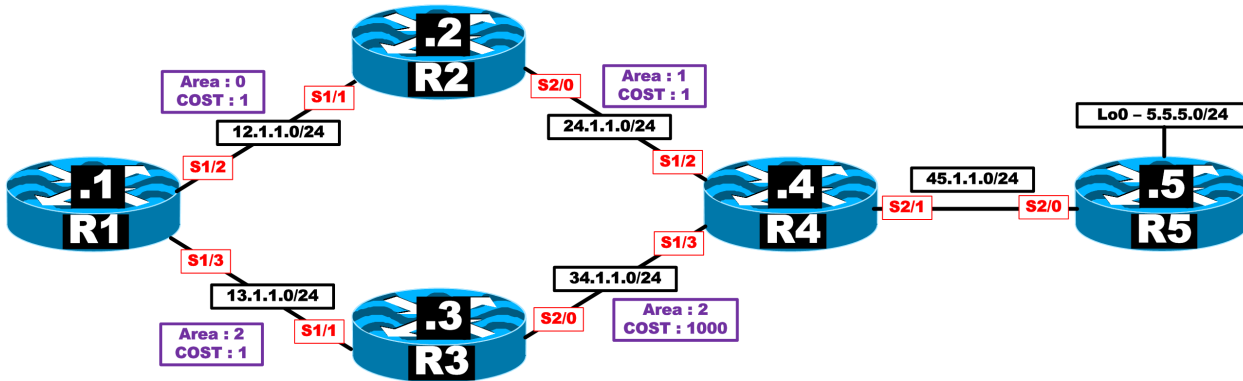 .2
R2
Area : 0
COST : 1
S1/1
S2/0
Area : 1
COST : 1
12.1.1.0/24
24.1.1.0/24
Lo0 – 5.5.5.0/24
S1/2
S1/2
.1
R1
.4
R4
45.1.1.0/24
S2/1
S2/0
.5
R5
S1/3
S1/3
13.1.1.0/24
34.1.1.0/24
Area : 2
COST : 1
S1/1
.3
R3
S2/0
Area : 2
COST : 1000